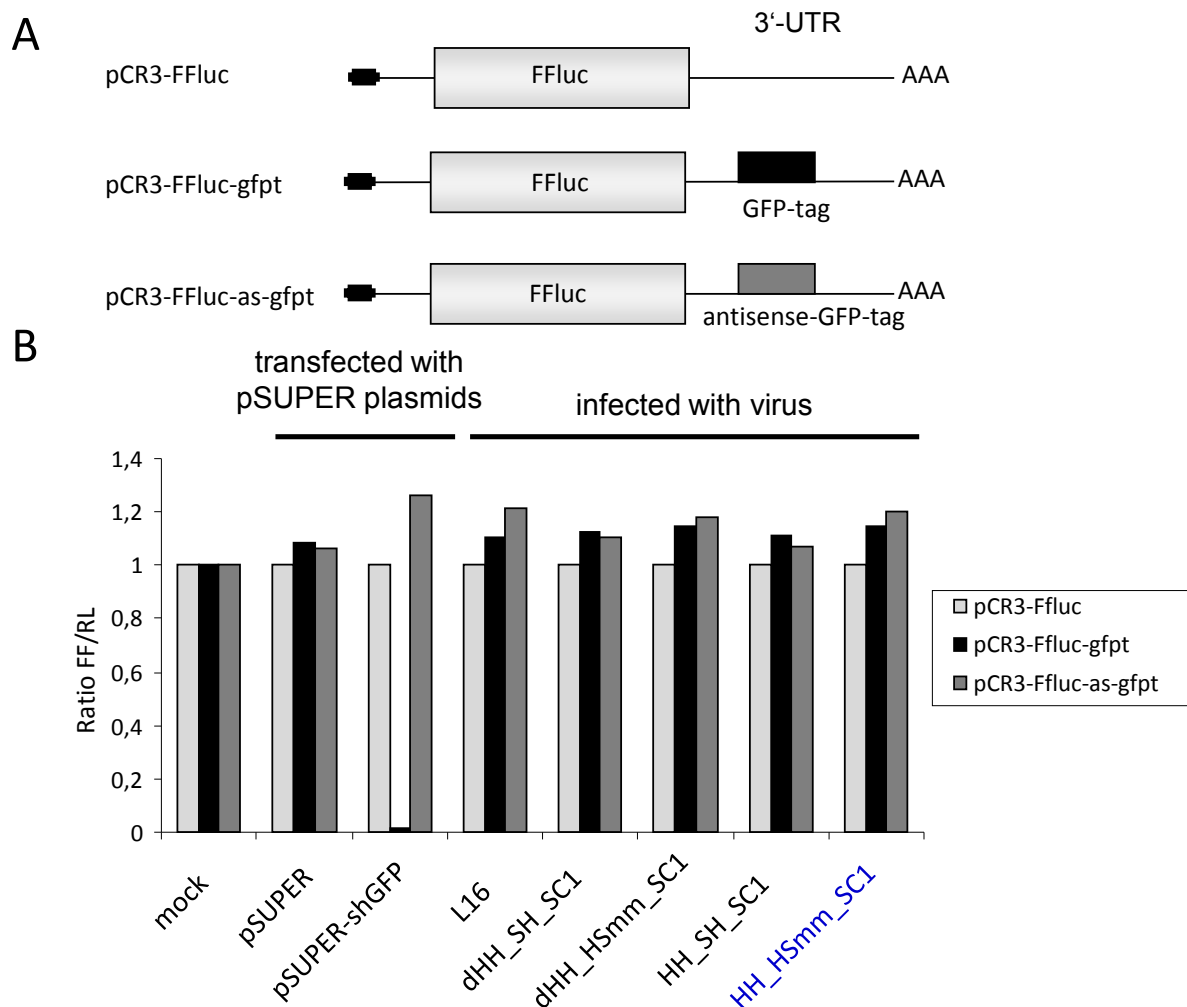 A
3‘-UTR
pCR3-FFluc
FFluc
AAA
pCR3-FFluc-gfpt
FFluc
AAA
GFP-tag
pCR3-FFluc-as-gfpt
FFluc
AAA
antisense-GFP-tag
B
transfected with
pSUPER plasmids
infected with virus
1,4
1,2
1
0,8
0,6
0,4
0,2
0
Ratio FF/RL
pCR3-Ffluc
pCR3-Ffluc-gfpt
pCR3-Ffluc-as-gfpt
mock
pSUPER
pSUPER-shGFP
L16
dHH_SH_SC1
dHH_HSmm_SC1
HH_SH_SC1
HH_HSmm_SC1